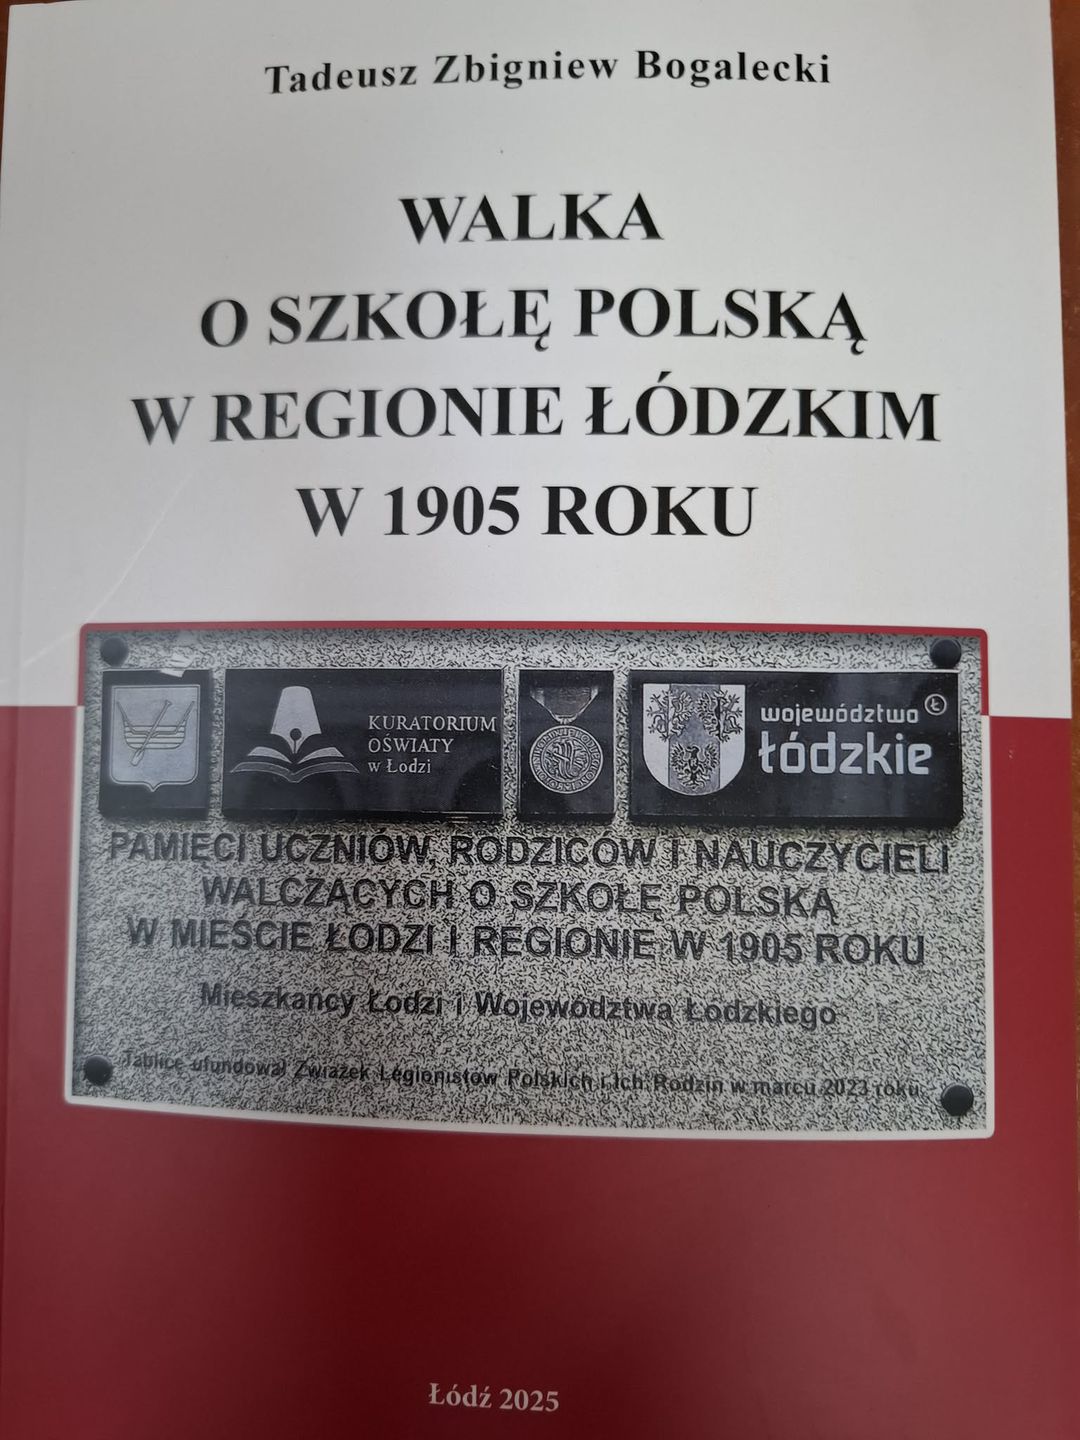 Tadeusz Zbigniew Bogalecki
WALKA
O SZKOŁĘ POLSKĄ
W REGIONIE ŁÓDZKIM
W 1905 ROKU
KURATORIUM
OŚWIATY
w Łodzi
województwo Ł
łódzkie
PAMIĘCI UCZNIÓW, RODZICÓW I NAUCZYCIELI
WALCZĄCYCH O SZKOŁĘ POLSKĄ
W MIEŚCIE ŁODZI I REGIONIE W 1905 ROKU
Mieszkańcy Łodzi i Województwa Łódzkiego
Tablicę ufundował Związek Legionistów Polskich i Ich Rodzin w marcu 2023 roku
Łódź 2025